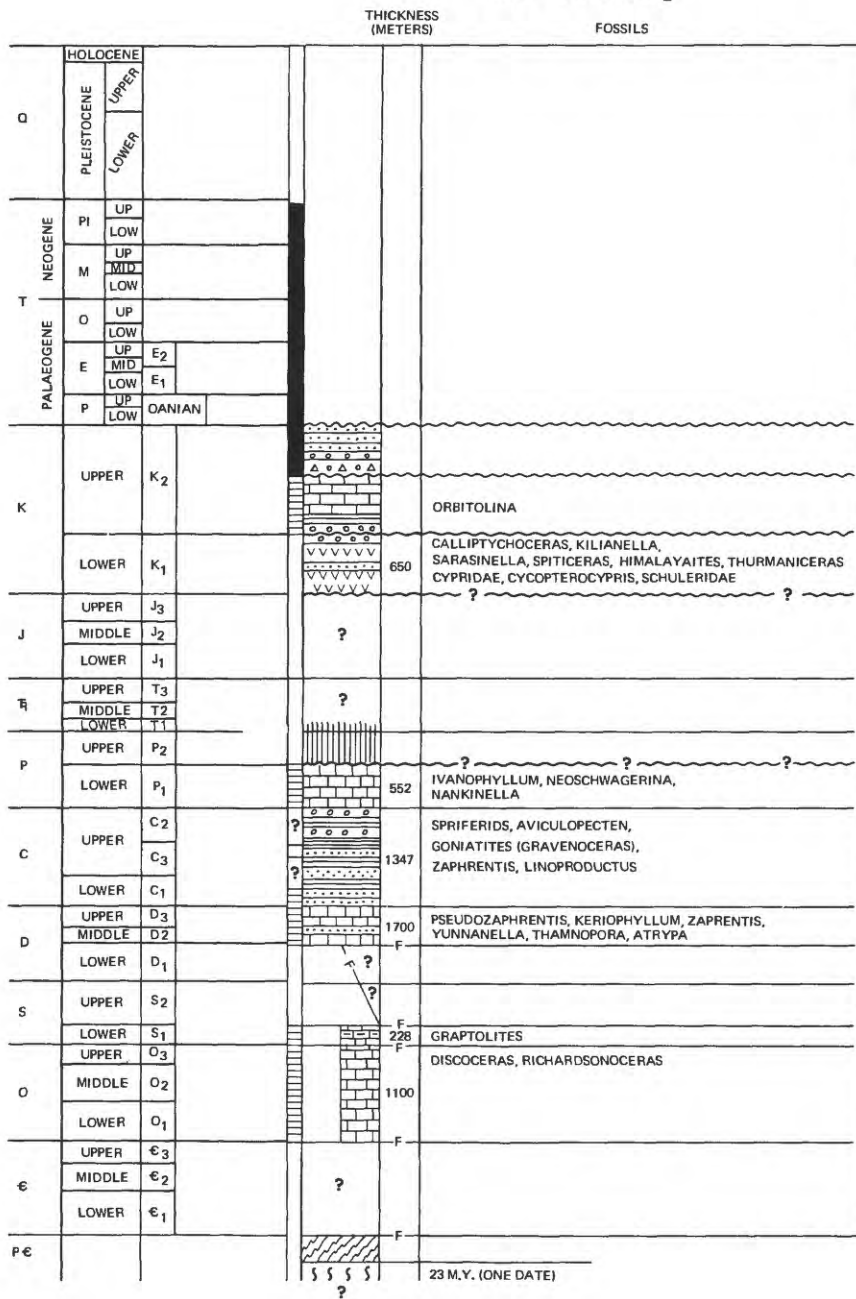 THICKNESS
(METERS)
FOSSILS
HOLOCENE
Q
PLEISTOCENE
UPPER
LOWER
T
NEOGENE
PI
UP
LOW
M
UP
MID
LOW
PALAEOGENE
O
UP
LOW
E
UP
MID
LOW
E2
E1
P
UP
LOW
OANIAN
K
UPPER
K2
ORBITOLINA
LOWER
K1
650
CALLIPTYCHOCERAS, KILIANELLA,
SARASINELLA, SPITICERAS, HIMALAYAITES, THURMANICERAS
CYPRIDAE, CYCOPTEROCYPRIS, SCHULERIDAE
? ?
J
UPPER J3
MIDDLE J2
LOWER J1
?
TR
UPPER T3
MIDDLE T2
LOWER T1
?
P
UPPER P2
? ? ?
LOWER P1
552
IVANOPHYLLUM, NEOSCHWAGERINA,
NANKINELLA
C
UPPER
C2
C3
LOWER C1
?
?
1347
SPRIFERIDS, AVICULOPECTEN,
GONIATITES (GRAVENOCERAS),
ZAPHRENTIS, LINOPRODUCTUS
D
UPPER D3
MIDDLE D2
LOWER D1
1700
PSEUDOZAPHRENTIS, KERIOPHYLLUM, ZAPRENTIS,
YUNNANELLA, THAMNOPORA, ATRYPA
F
F ?
S
UPPER S2
?
F
LOWER S1
228
GRAPTOLITES
F
O
UPPER O3
MIDDLE O2
LOWER O1
1100
DISCOCERAS, RICHARDSONOCERAS
F
Є
UPPER Є3
MIDDLE Є2
LOWER Є1
?
F
PЄ
23 M.Y. (ONE DATE)
?